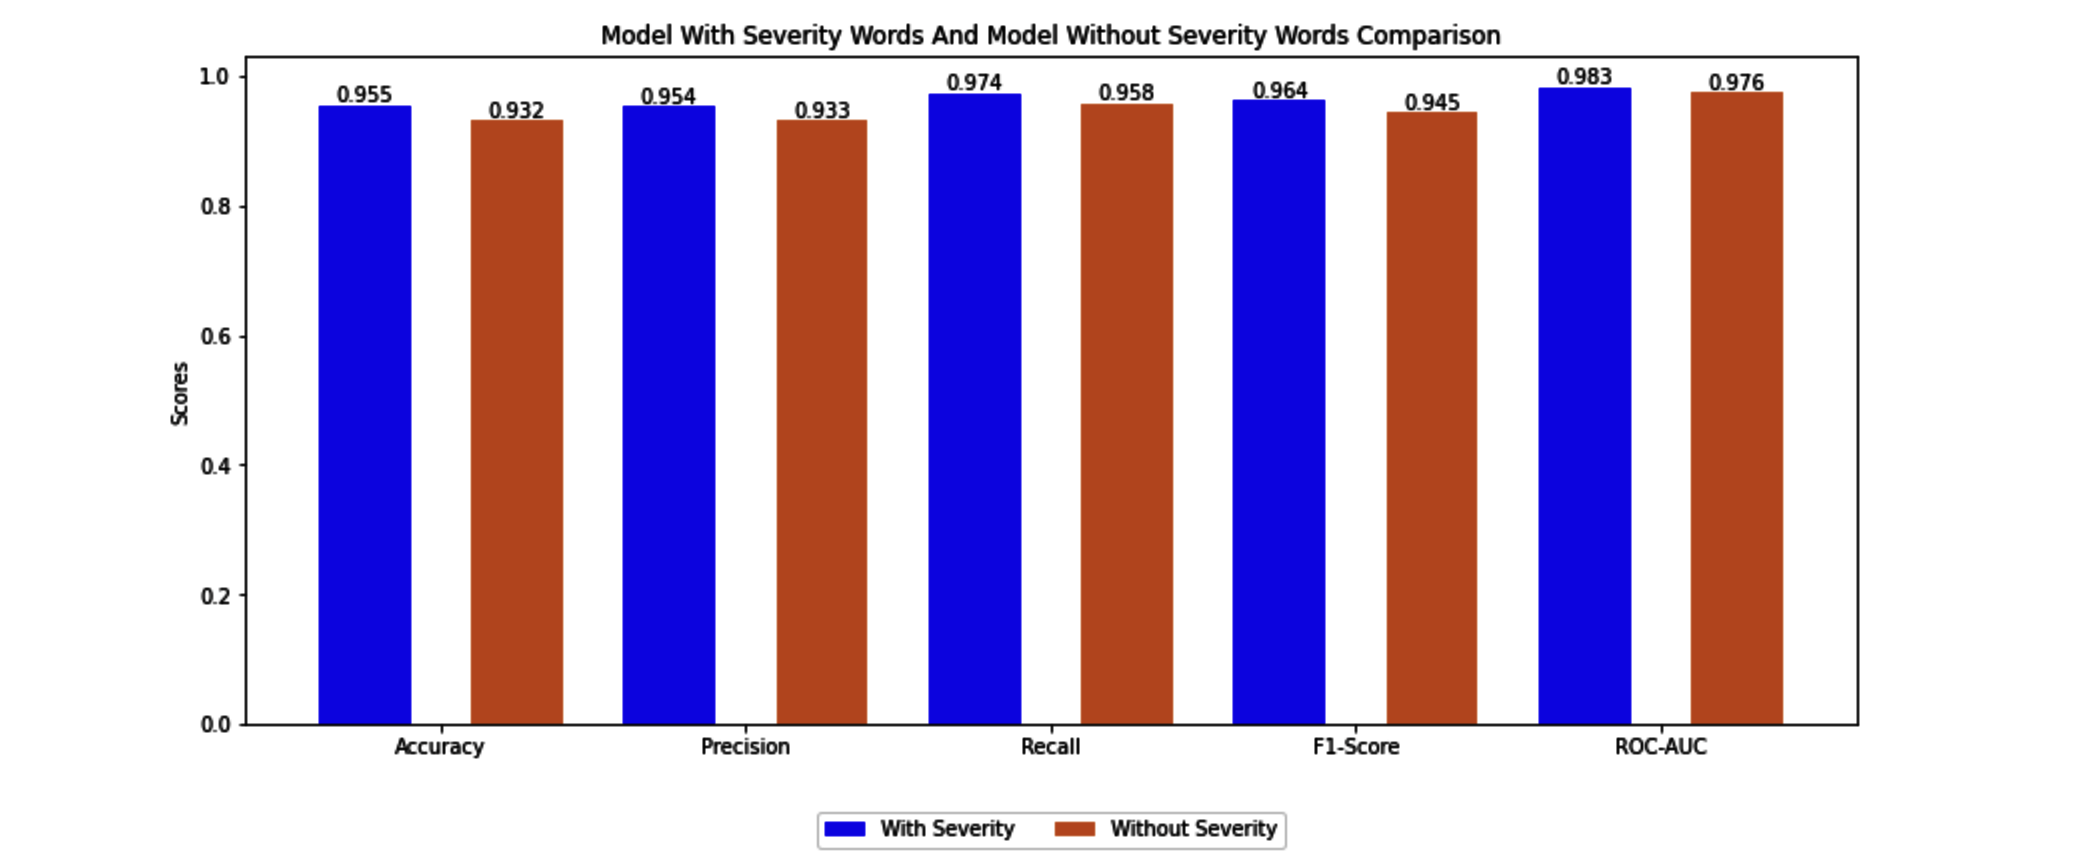 Model With Severity Words And Model Without Severity Words Comparison
1.0
0.8
0.6
0.4
0.2
0.0
Scores
0.955
0.932
0.954
0.933
0.974
0.958
0.964
0.945
0.983
0.976
Accuracy
Precision
Recall
F1-Score
ROC-AUC
With Severity
Without Severity